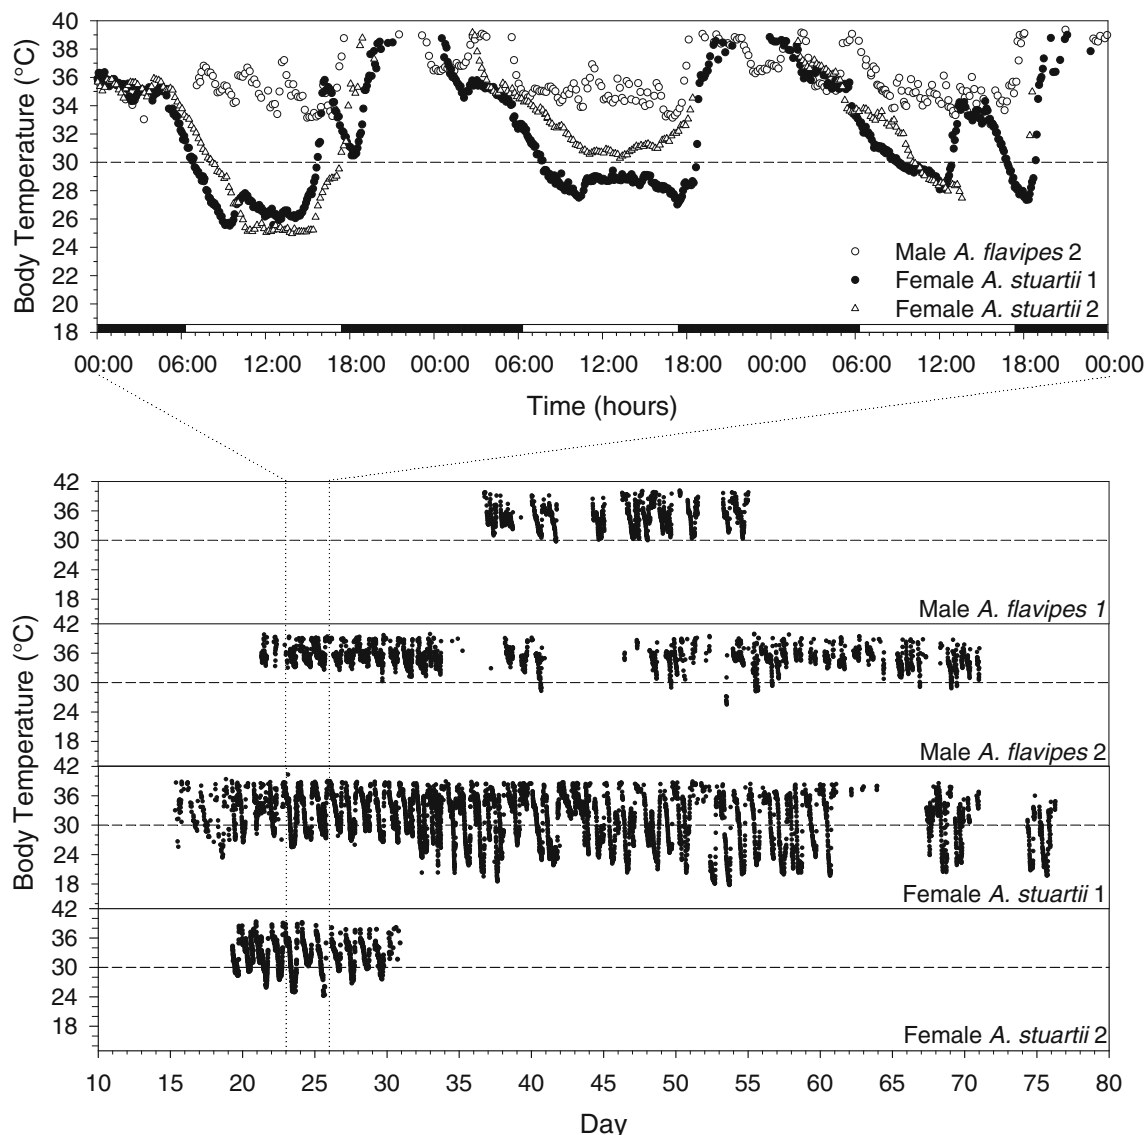 40
38
36
34
32
30
28
26
24
22
20
18
Body Temperature (°C)
Male A. flavipes 2
Female A. stuartii 1
Female A. stuartii 2
00:00 06:00 12:00 18:00 00:00 06:00 12:00 18:00 00:00 06:00 12:00 18:00 00:00
Time (hours)
42
36
30
24
18
Male A. flavipes 1
42
36
30
24
18
Male A. flavipes 2
Body Temperature (°C)
42
36
30
24
18
Female A. stuartii 1
42
36
30
24
18
Female A. stuartii 2
10 15 20 25 30 35 40 45 50 55 60 65 70 75 80
Day